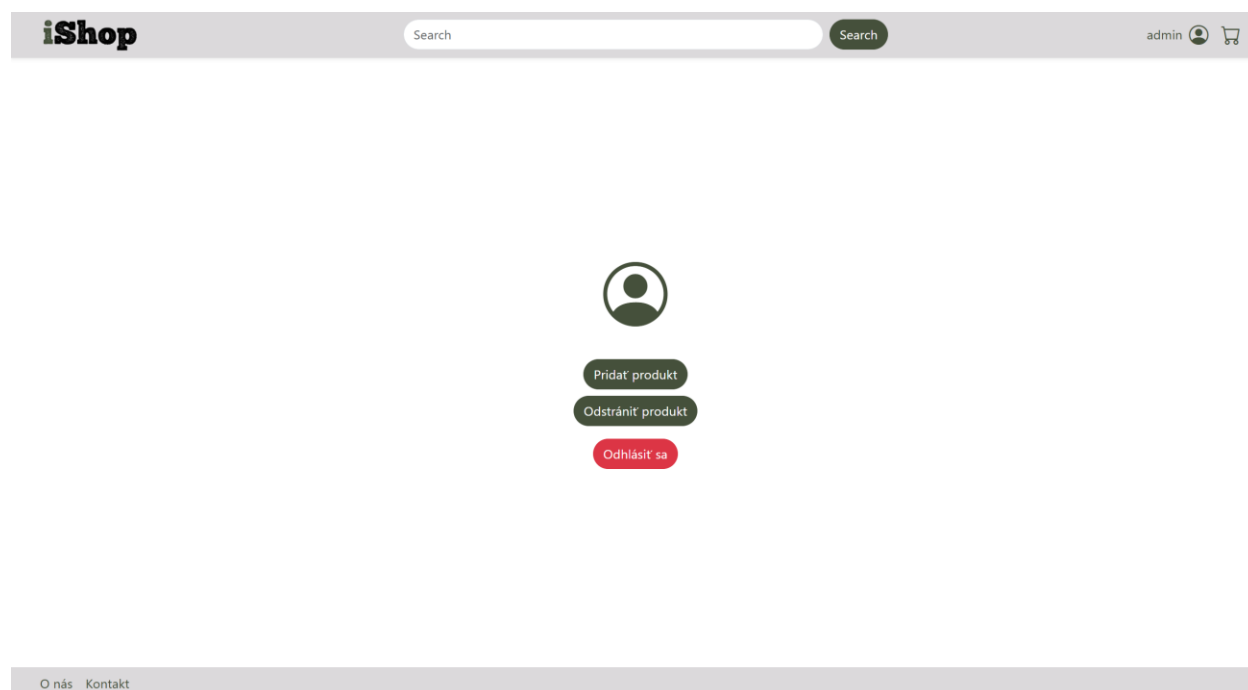 iShop
Search
Search
admin
Pridať produkt
Odstrániť produkt
Odhlásiť sa
O nás
Kontakt